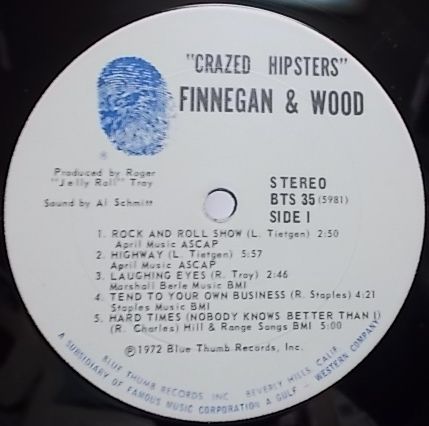 "CRAZED HIPSTERS"
FINNEGAN & WOOD
Produced by Roger
"Jelly Roll" Troy
Sound by Al Schmitt
STEREO
BTS 35 (5981)
SIDE I
1. ROCK AND ROLL SHOW (L. Tietgen) 2:50
April Music ASCAP
2. HIGHWAY (L. Tietgen) 5:57
April Music ASCAP
3. LAUGHING EYES (R. Troy) 2:46
Marshall Berle Music BMI
4. TEND TO YOUR OWN BUSINESS (R. Staples) 4:21
Staples Music BMI
5. HARD TIMES (NOBODY KNOWS BETTER THAN I)
(R. Charles) Hill & Range Songs BMI 5:00
℗1972 Blue Thumb Records, Inc.
BLUE THUMB RECORDS INC. BEVERLY HILLS, CALIF.
A SUBSIDIARY OF FAMOUS MUSIC CORPORATION A GULF - WESTERN COMPANY